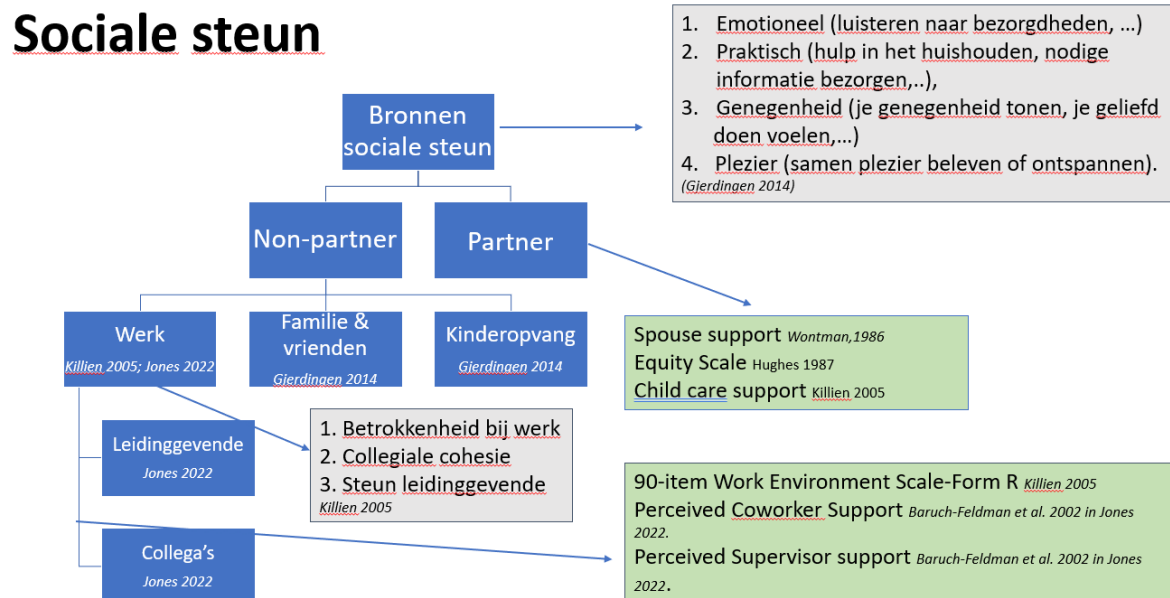 Sociale steun
1. Emotioneel (luisteren naar bezorgdheden, …)
2. Praktisch (hulp in het huishouden, nodige
informatie bezorgen,..),
3. Genegenheid (je genegenheid tonen, je geliefd
doen voelen,…)
4. Plezier (samen plezier beleven of ontspannen).
(Gjerdingen 2014)
Bronnen
sociale steun
Non-partner
Partner
Werk
Killien 2005; Jones 2022
Familie &
vrienden
Gjerdingen 2014
Kinderopvang
Gjerdingen 2014
Spouse support Wontman,1986
Equity Scale Hughes 1987
Child care support Killien 2005
Leidinggevende
Jones 2022
1. Betrokkenheid bij werk
2. Collegiale cohesie
3. Steun leidinggevende
Killien 2005
Collega's
Jones 2022
90-item Work Environment Scale-Form R Killien 2005
Perceived Coworker Support Baruch-Feldman et al. 2002 in Jones
2022.
Perceived Supervisor support Baruch-Feldman et al. 2002 in Jones
2022.